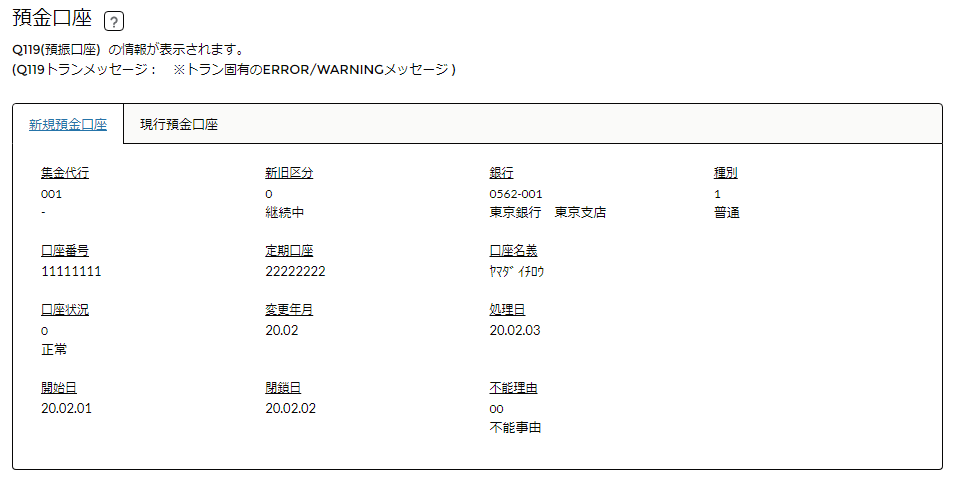 預金口座 ?
Q119(預振口座) の情報が表示されます。
(Q119トランメッセージ： ※トラン固有のERROR/WARNINGメッセージ )
新規預金口座 現行預金口座
集金代行 新旧区分 銀行 種別
001 0 0562-001 1
- 継続中 東京銀行　東京支店 普通
口座番号 定期口座 口座名義
11111111 22222222 ﾔﾏﾀﾞ ｲﾁﾛｳ
口座状況 変更年月 処理日
0 20.02 20.02.03
正常
開始日 閉鎖日 不能理由
20.02.01 20.02.02 00
不能事由